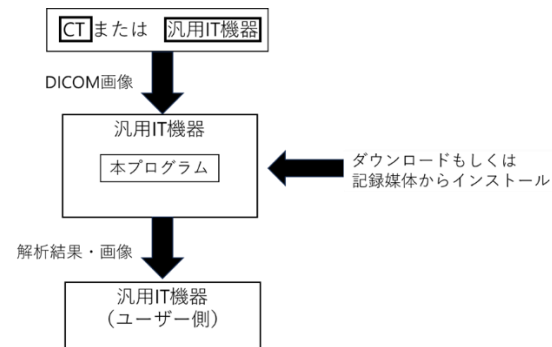 CT または 汎用IT機器
DICOM画像
汎用IT機器
本プログラム
ダウンロードもしくは
記録媒体からインストール
解析結果・画像
汎用IT機器
（ユーザー側）